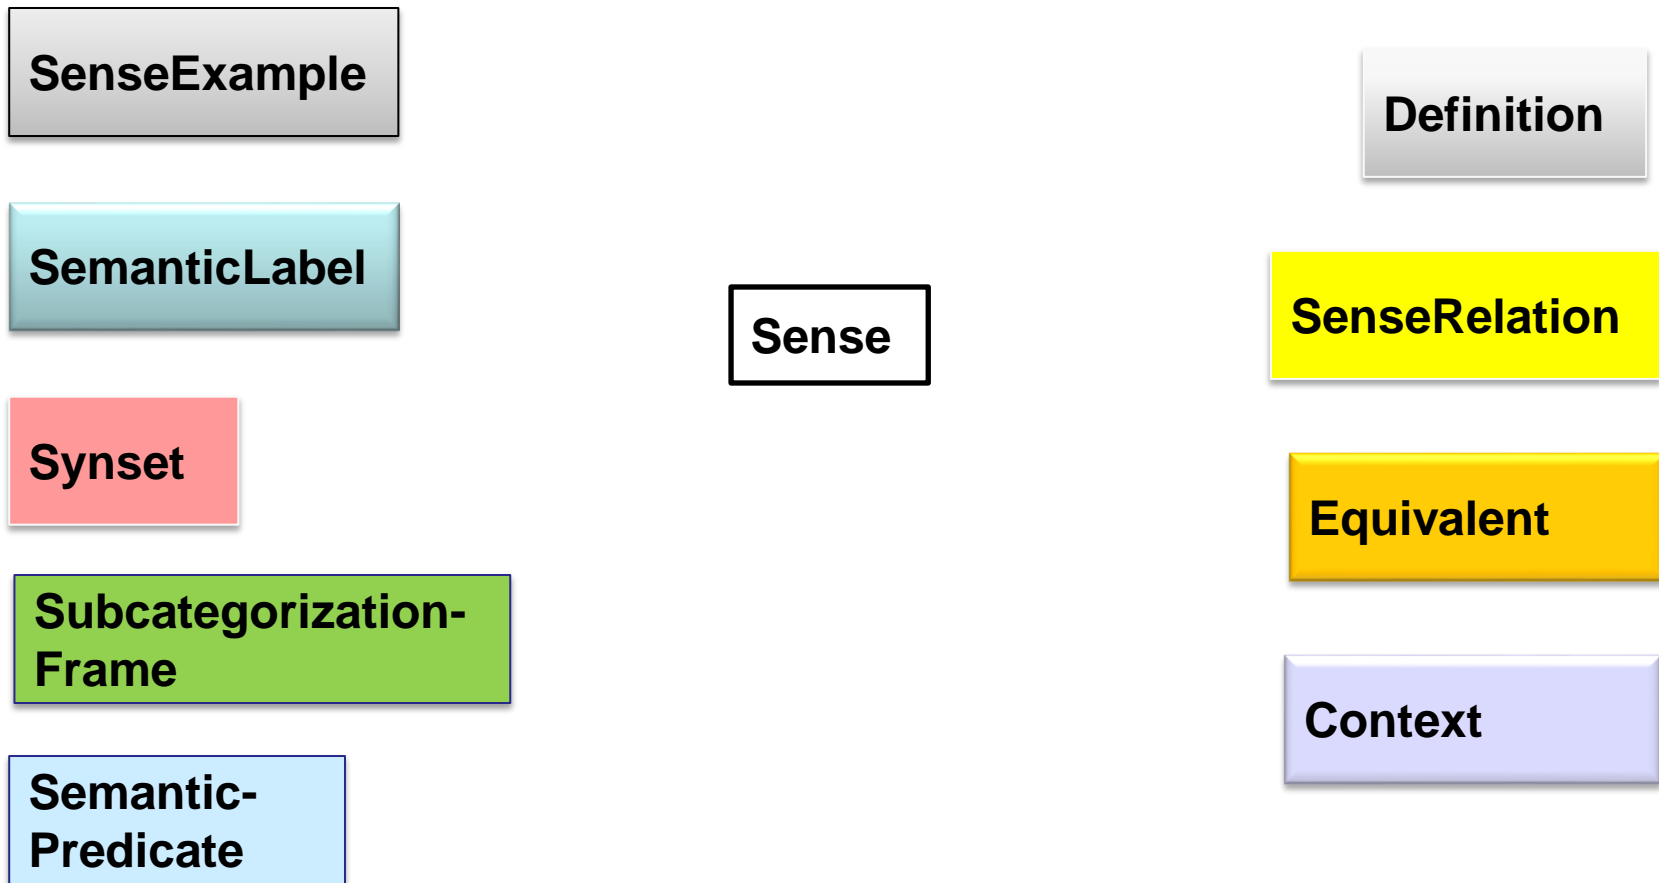 SenseExample
SemanticLabel
Synset
Subcategorization-
Frame
Semantic-
Predicate
Sense
Definition
SenseRelation
Equivalent
Context